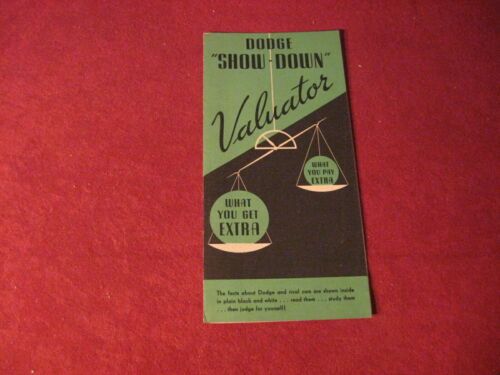 DODGE
"SHOW-DOWN"
Valuator
WHAT
YOU PAY
EXTRA
WHAT
YOU GET
EXTRA
The facts about Dodge and rival cars are shown inside
in plain black and white . . . read them . . . study them
. . . then judge for yourself!